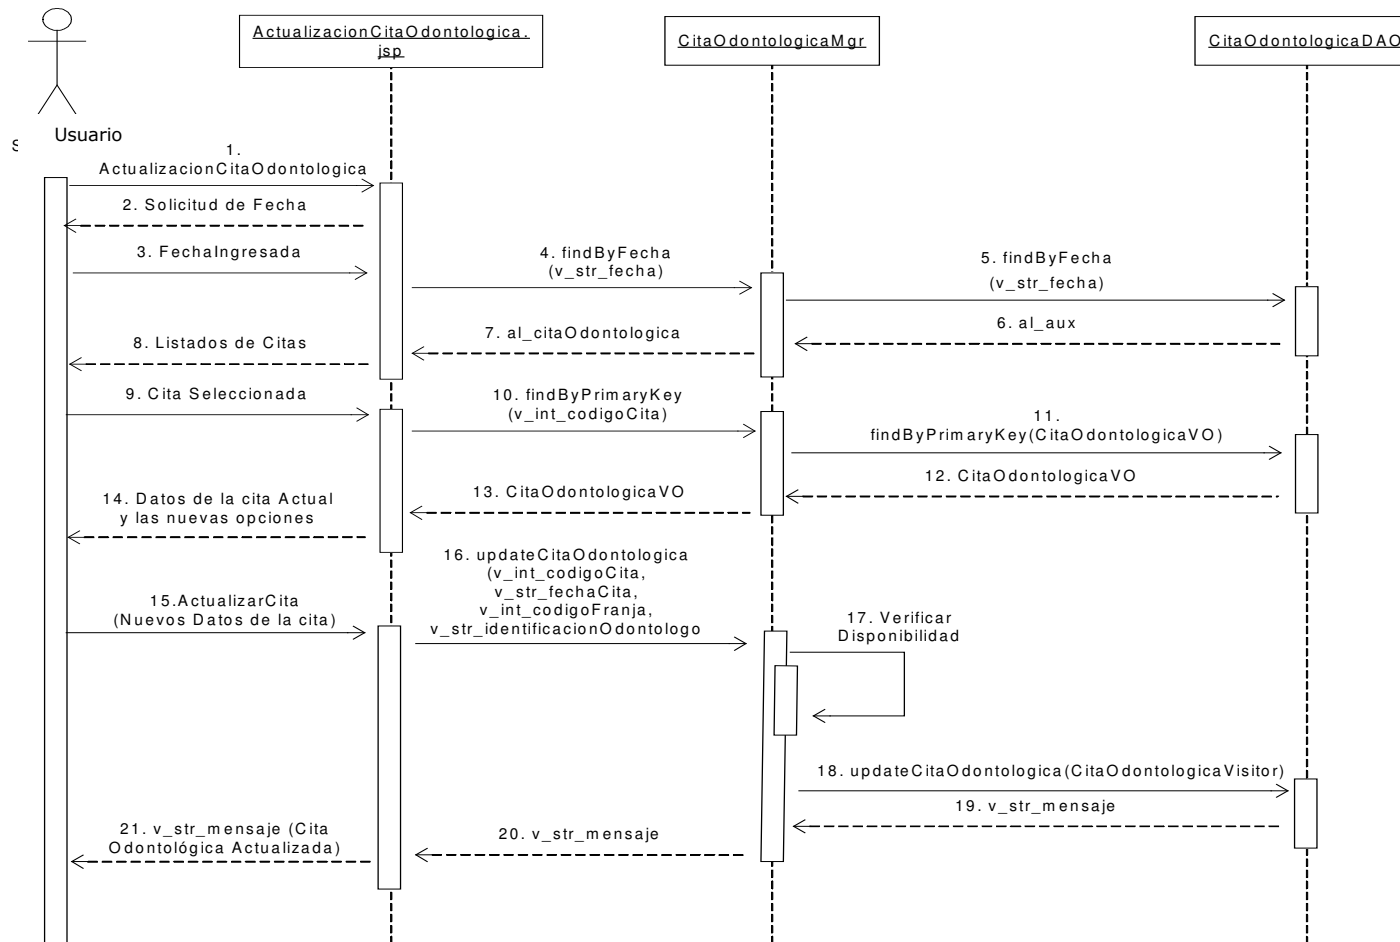 ActualizacionCitaOdontologica.
jsp
CitaOdontologicaMgr
CitaOdontologicaDAO
Usuario
1.
ActualizacionCitaOdontologica
2. Solicitud de Fecha
3. FechaIngresada
4. findByFecha
(v_str_fecha)
5. findByFecha
(v_str_fecha)
6. al_aux
7. al_citaOdontologica
8. Listados de Citas
9. Cita Seleccionada
10. findByPrimaryKey
(v_int_codigoCita)
11.
findByPrimaryKey(CitaOdontologicaVO)
12. CitaOdontologicaVO
13. CitaOdontologicaVO
14. Datos de la cita Actual
y las nuevas opciones
15.ActualizarCita
(Nuevos Datos de la cita)
16. updateCitaOdontologica
(v_int_codigoCita,
v_str_fechaCita,
v_int_codigoFranja,
v_str_identificacionOdontologo
17. Verificar
Disponibilidad
18. updateCitaOdontologica(CitaOdontologicaVisitor)
19. v_str_mensaje
20. v_str_mensaje
21. v_str_mensaje (Cita
Odontológica Actualizada)